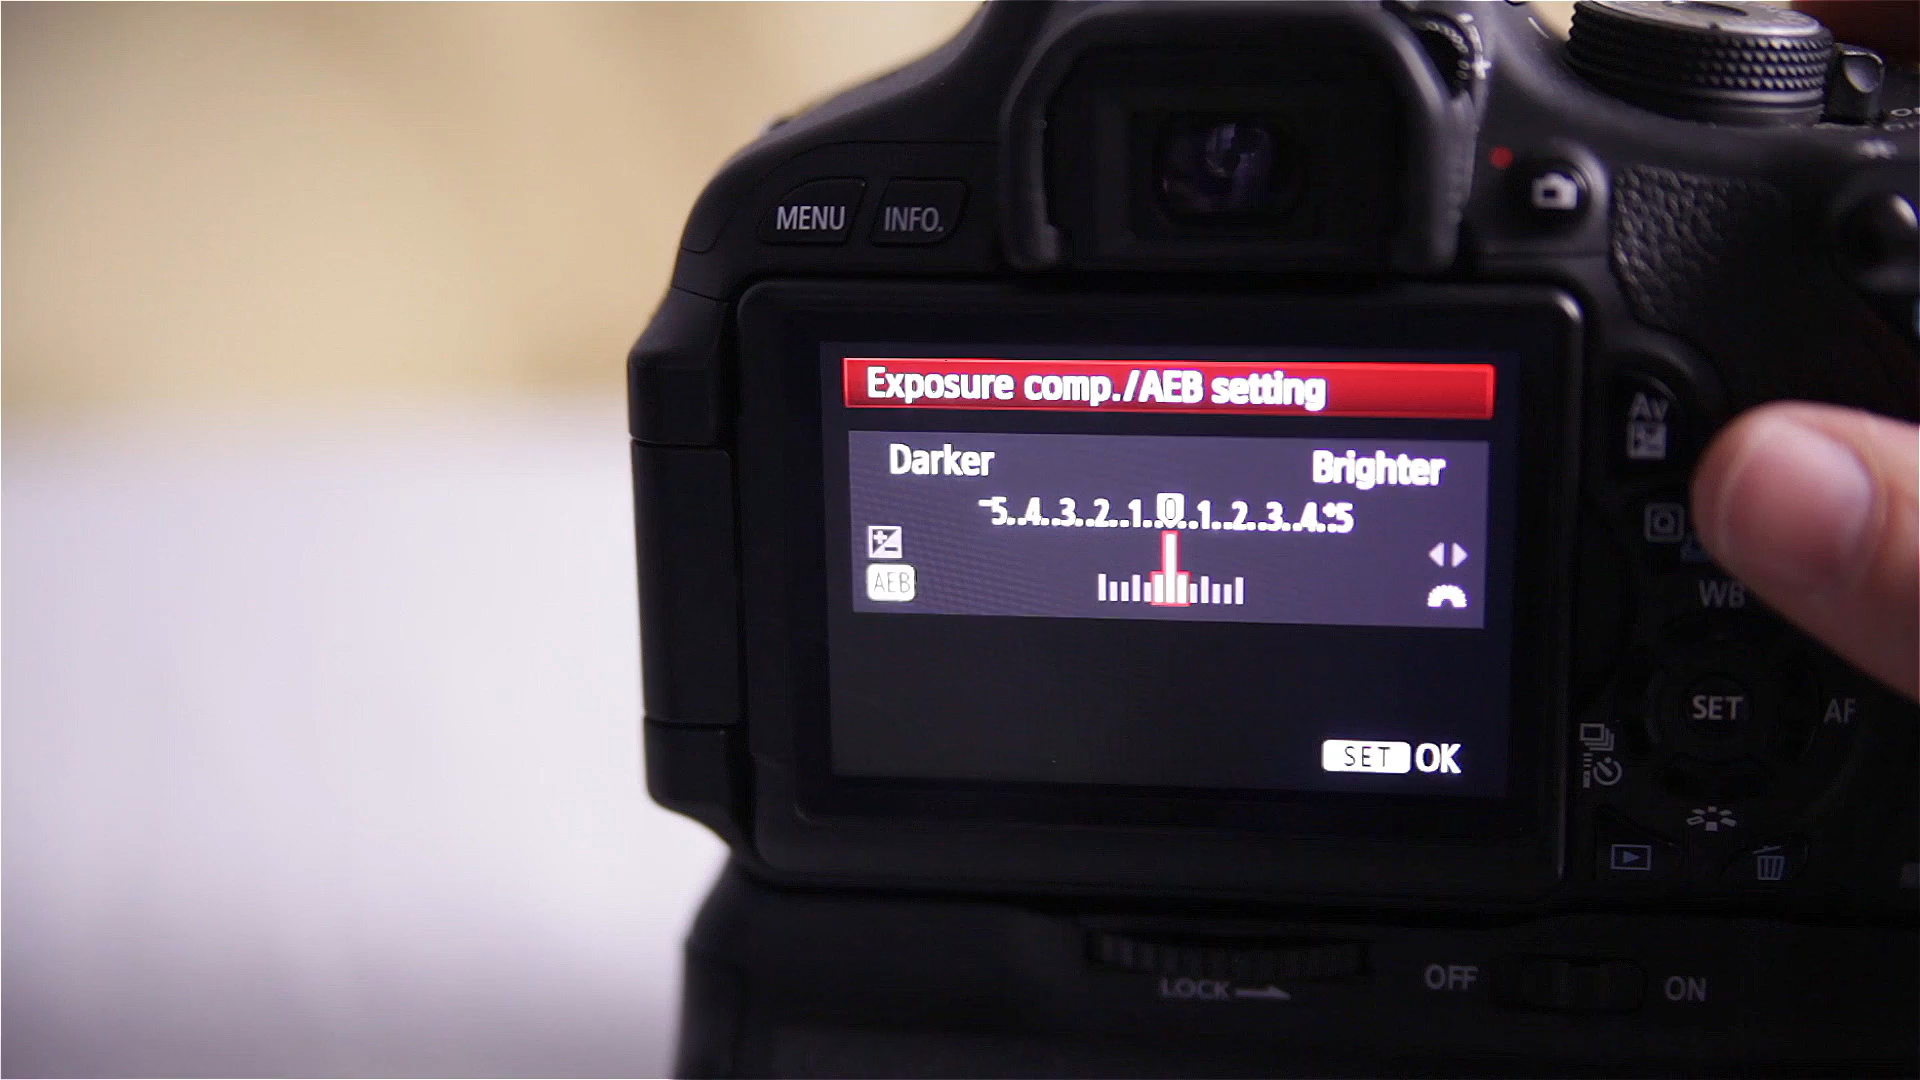 MENU INFO.
Exposure comp./AEB setting
Darker Brighter
-5..4..3..2..1..0..1..2..3..4.+5
AEB
SET OK
Av
Q
WB
SET
AF
LOCK
OFF ON